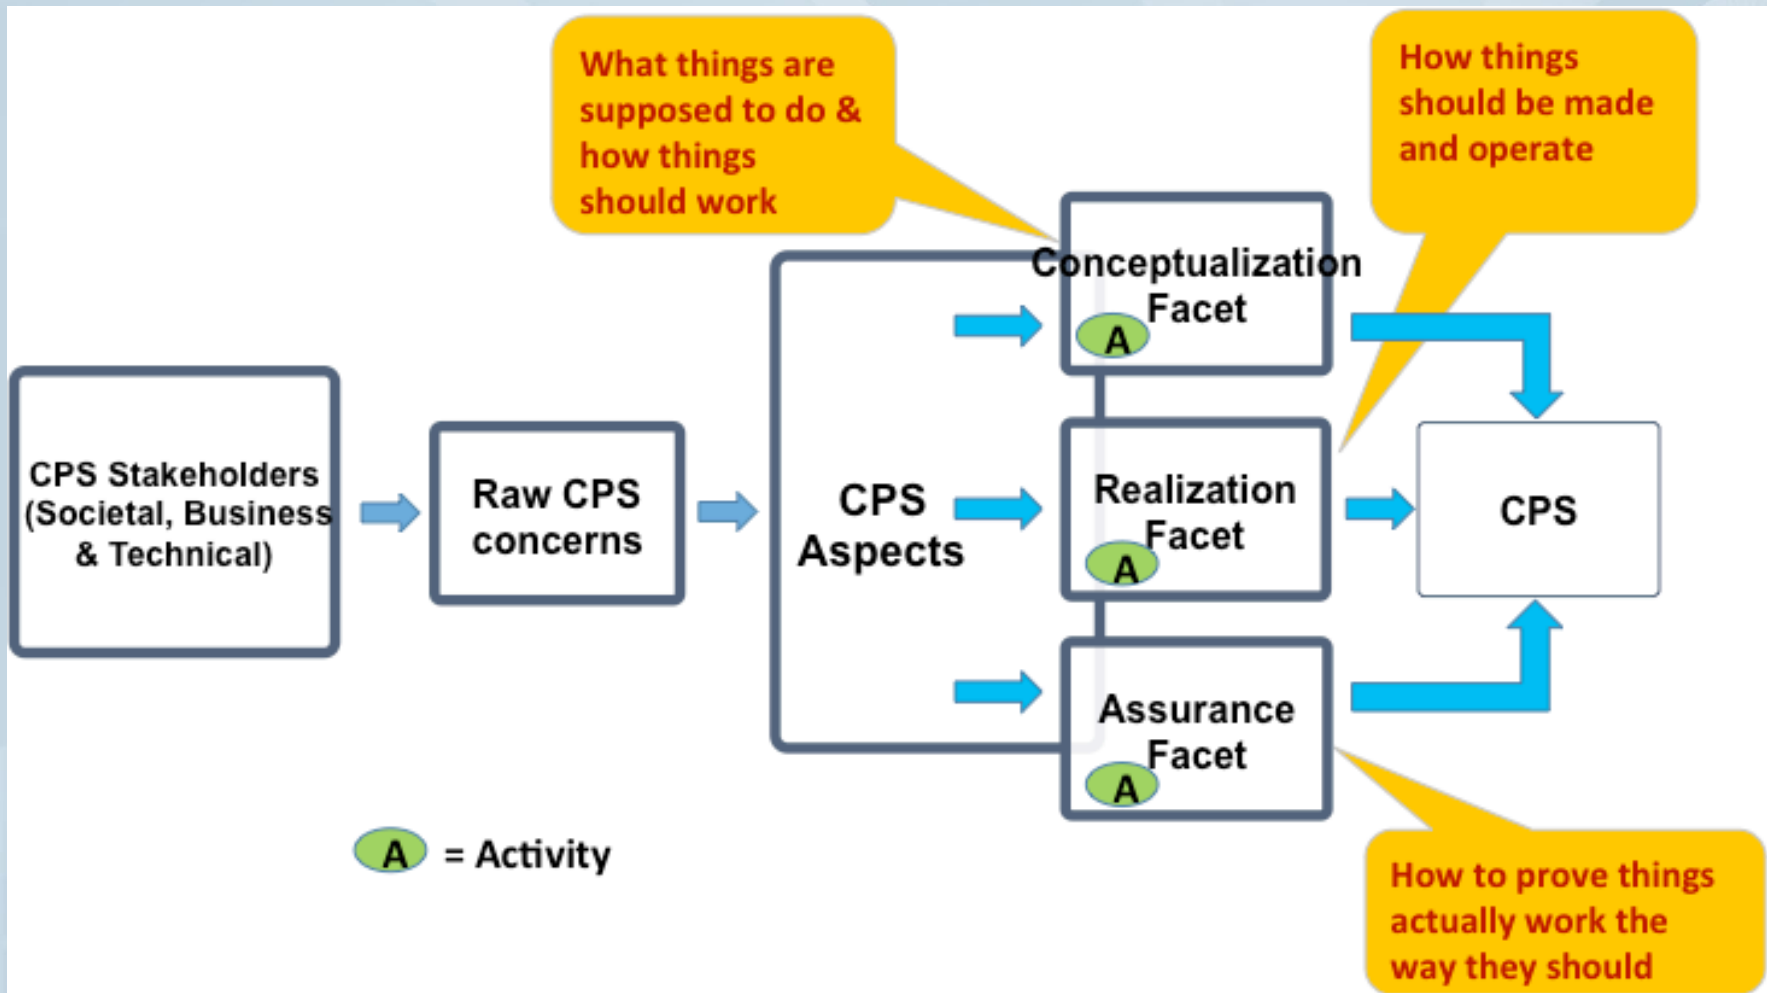 What things are
supposed to do &
how things
should work
How things
should be made
and operate
Conceptualization
Facet
A
CPS Stakeholders
(Societal, Business
& Technical)
Raw CPS
concerns
CPS
Aspects
Realization
Facet
A
CPS
Assurance
Facet
A
A = Activity
How to prove things
actually work the
way they should